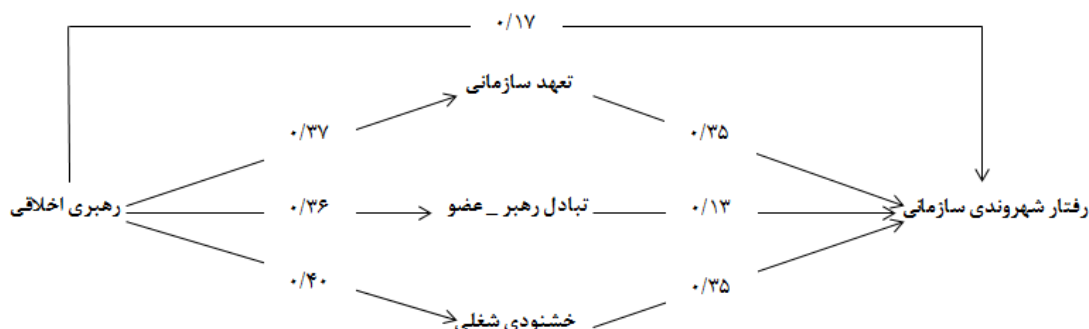 ۰/۱۷
تعهد سازمانی
۰/۳۷
۰/۳۵
رهبری اخلاقی
۰/۳۶
تبادل رهبر _ عضو
۰/۱۳
رفتار شهروندی سازمانی
۰/۴۰
۰/۳۵
خشنودی شغلی